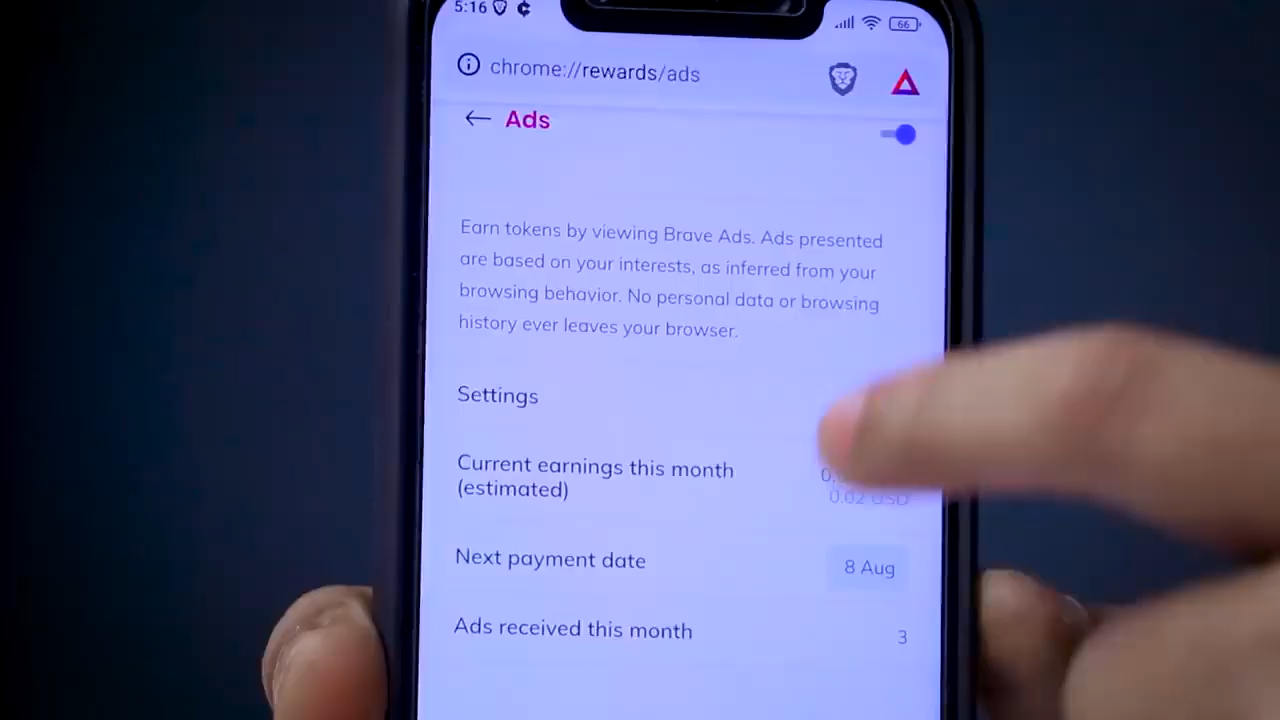 5:16
66
chrome://rewards/ads
Ads
Earn tokens by viewing Brave Ads. Ads presented
are based on your interests, as inferred from your
browsing behavior. No personal data or browsing
history ever leaves your browser.
Settings
Current earnings this month
(estimated)
0.02 USD
Next payment date
8 Aug
Ads received this month
3